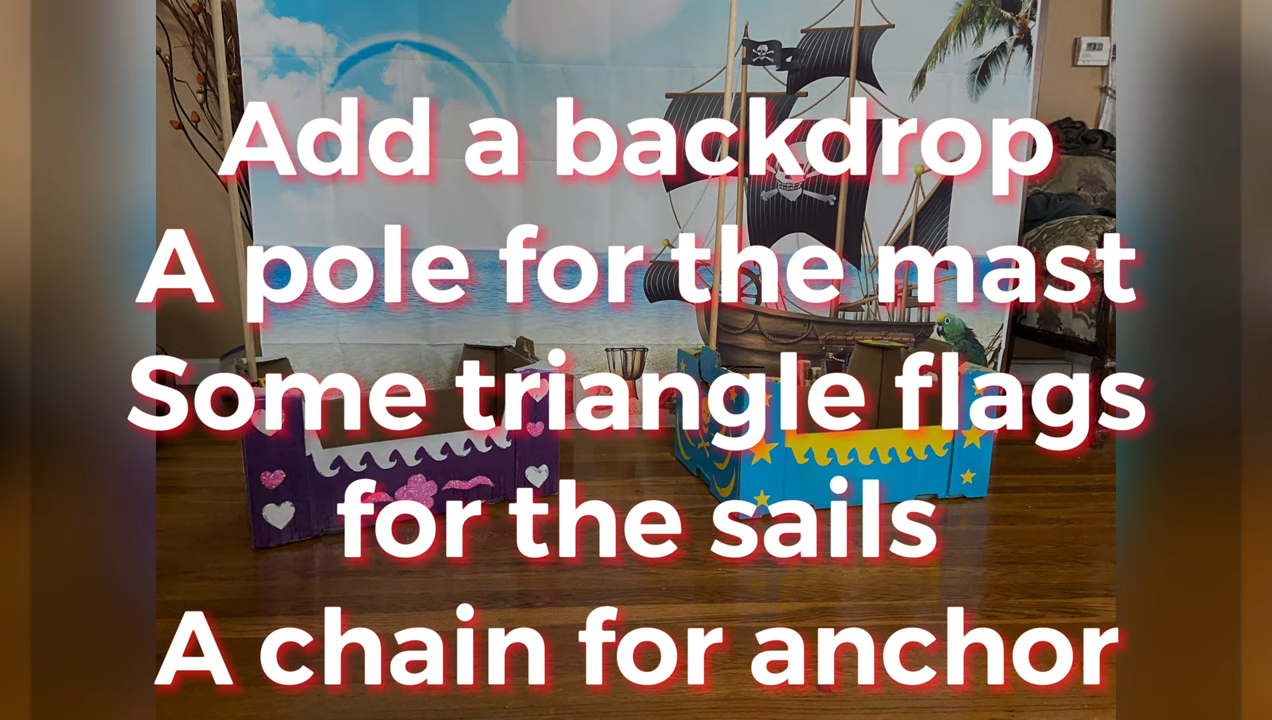 Add a backdrop
A pole for the mast
Some triangle flags
for the sails
A chain for anchor